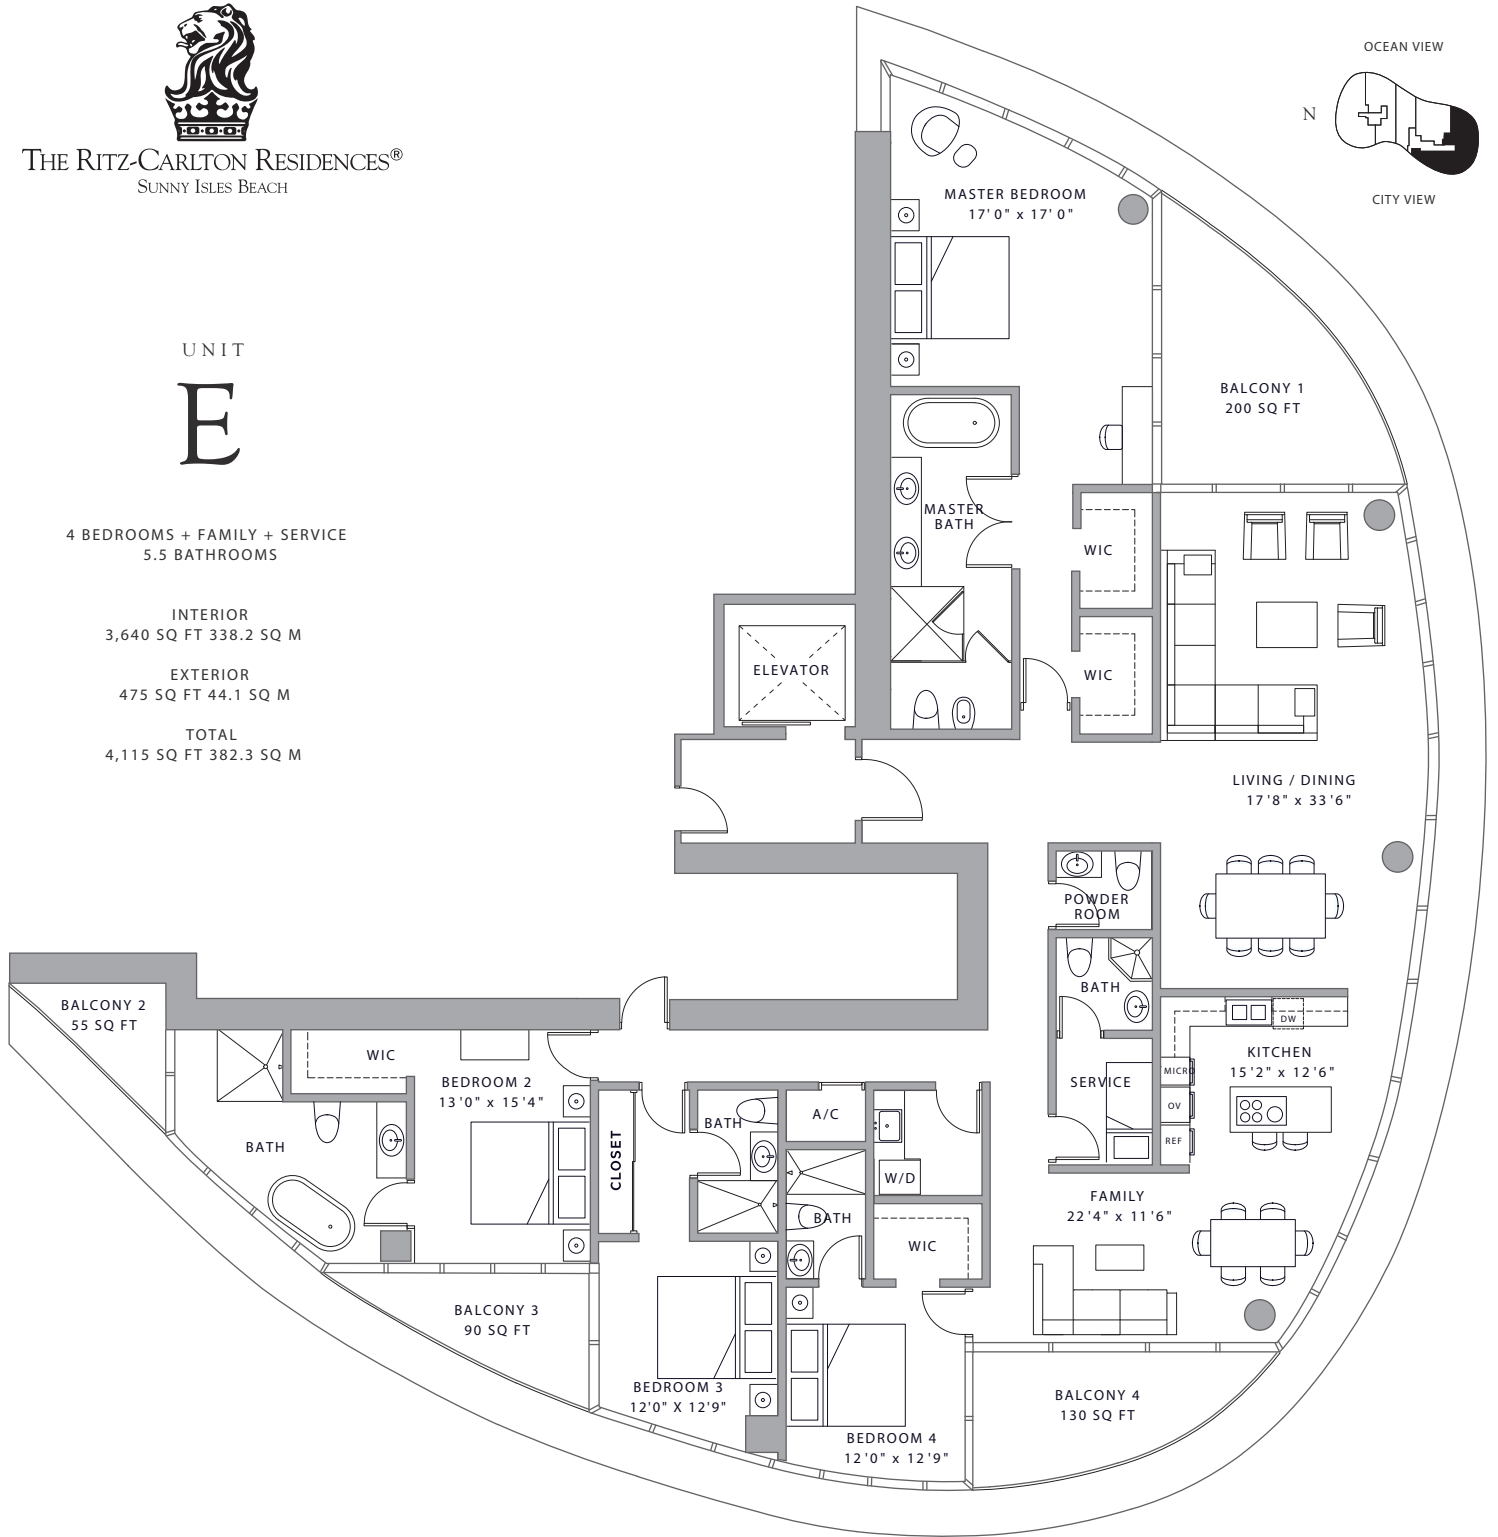 THE RITZ-CARLTON RESIDENCES®
SUNNY ISLES BEACH
UNIT
E
4 BEDROOMS + FAMILY + SERVICE
5.5 BATHROOMS
INTERIOR
3,640 SQ FT 338.2 SQ M
EXTERIOR
475 SQ FT 44.1 SQ M
TOTAL
4,115 SQ FT 382.3 SQ M
OCEAN VIEW
N
CITY VIEW
MASTER BEDROOM
17'0" x 17'0"
BALCONY 1
200 SQ FT
MASTER
BATH
WIC
WIC
ELEVATOR
LIVING / DINING
17'8" x 33'6"
POWDER
ROOM
BATH
DW
KITCHEN
15'2" x 12'6"
MICRO
OV
REF
SERVICE
FAMILY
22'4" x 11'6"
BALCONY 2
55 SQ FT
WIC
BEDROOM 2
13'0" x 15'4"
BATH
CLOSET
BATH
A/C
W/D
BATH
WIC
BALCONY 3
90 SQ FT
BEDROOM 3
12'0" X 12'9"
BEDROOM 4
12'0" x 12'9"
BALCONY 4
130 SQ FT